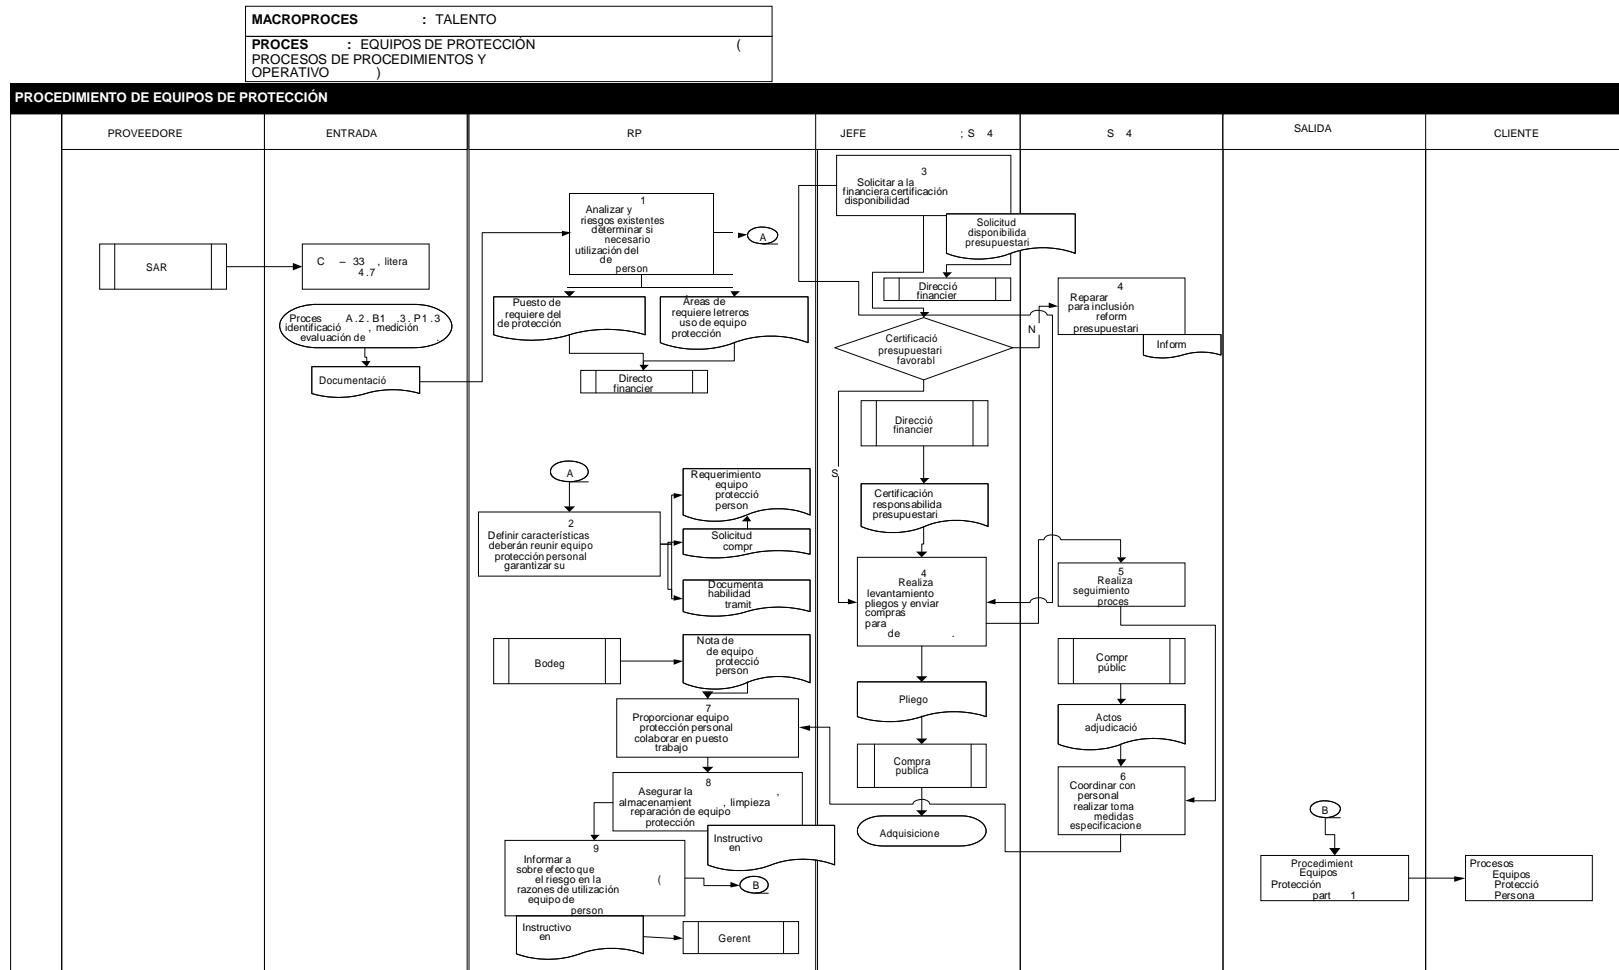 MACROPROCES : TALENTO
PROCES : EQUIPOS DE PROTECCIÓN (
PROCESOS DE PROCEDIMIENTOS Y
OPERATIVO )
PROCEDIMIENTO DE EQUIPOS DE PROTECCIÓN
PROVEEDORE
ENTRADA
RP
JEFE ; S 4
S 4
SALIDA
CLIENTE
SAR
C – 33 , litera
4.7
Proces A.2. B1 .3. P1.3
identificació , medición
evaluación de .
Documentació
1
Analizar y
riesgos existentes
determinar si
necesario
utilización del
de
person
A
Puesto de
requiere del
de protección
Áreas de
requiere letreros
uso de equipo
protección
Directo
financier
A
2
Definir características
deberán reunir equipo
protección personal
garantizar su
Requerimiento
equipo
protecció
person
Solicitud
compr
Documenta
habilidad
tramit
Bodeg
Nota de
de equipo
protecció
person
7
Proporcionar equipo
protección personal
colaborar en puesto
trabajo
8
Asegurar la ,
almacenamient , limpieza
reparación de equipo
protección
Instructivo
en
9
Informar a
sobre efecto que
el riesgo en la (
razones de utilización
equipo de
person
B
Instructivo
en
Gerent
3
Solicitar a la
financiera certificación
disponibilidad
Solicitud
disponibilida
presupuestari
Direcció
financier
Certificació
presupuestari
favorabl
N
S
Direcció
financier
Certificación
responsabilida
presupuestari
4
Realiza
levantamiento
pliegos y enviar
compras
para
de .
Pliego
Compra
publica
Adquisicione
4
Reparar
para inclusión
reform
presupuestari
Inform
5
Realiza
seguimiento
proces
Compr
públic
Actos
adjudicació
6
Coordinar con
personal
realizar toma
medidas
especificacione
B
Procedimient
Equipos
Protección
part 1
Procesos
Equipos
Protecció
Persona